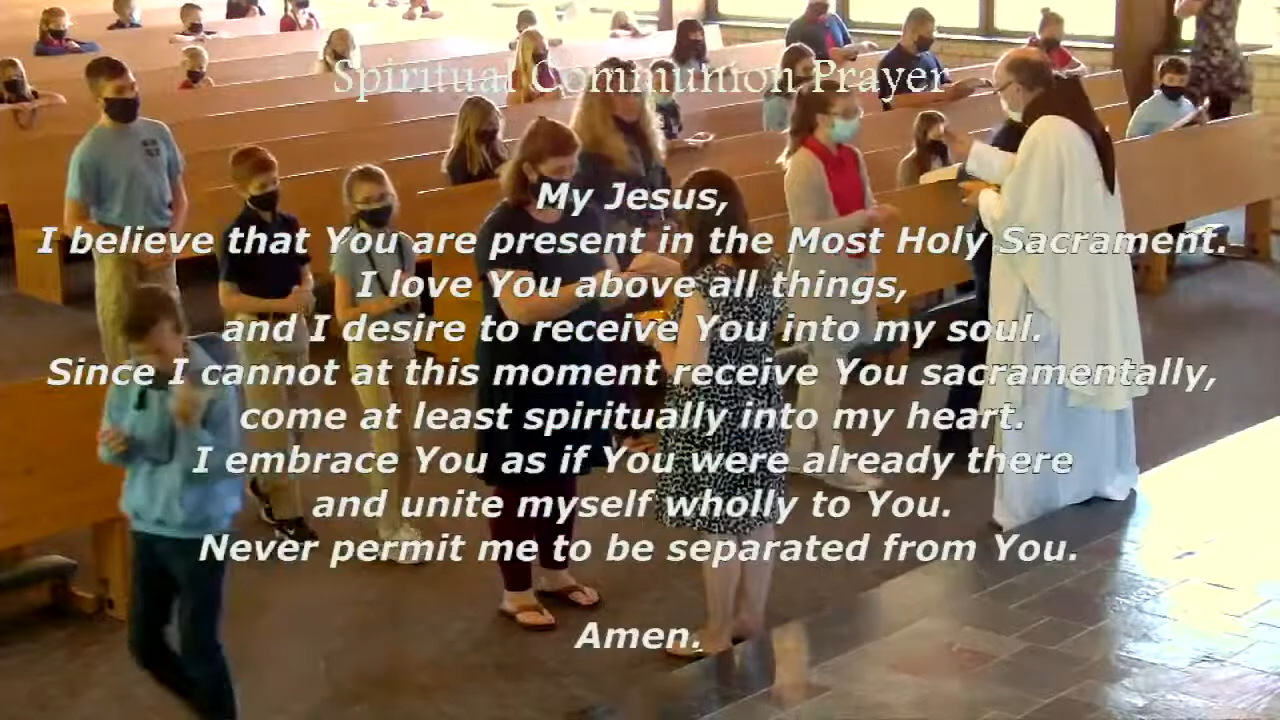 Spiritual Communion Prayer
My Jesus,
I believe that You are present in the Most Holy Sacrament.
I love You above all things,
and I desire to receive You into my soul.
Since I cannot at this moment receive You sacramentally,
come at least spiritually into my heart.
I embrace You as if You were already there
and unite myself wholly to You.
Never permit me to be separated from You.
Amen.